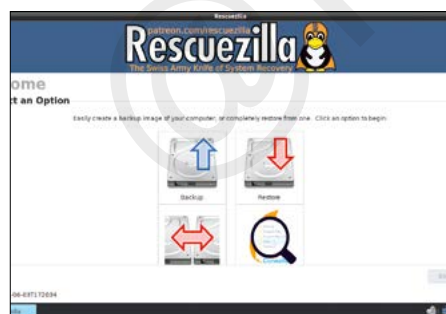 Rescuezilla
patreon.com/rescuezilla
Rescuezilla
The Swiss Army Knife of System Recovery
ome
ct an Option
Easily create a backup image of your computer, or completely restore from one. Click an option to begin.
Backup
Restore